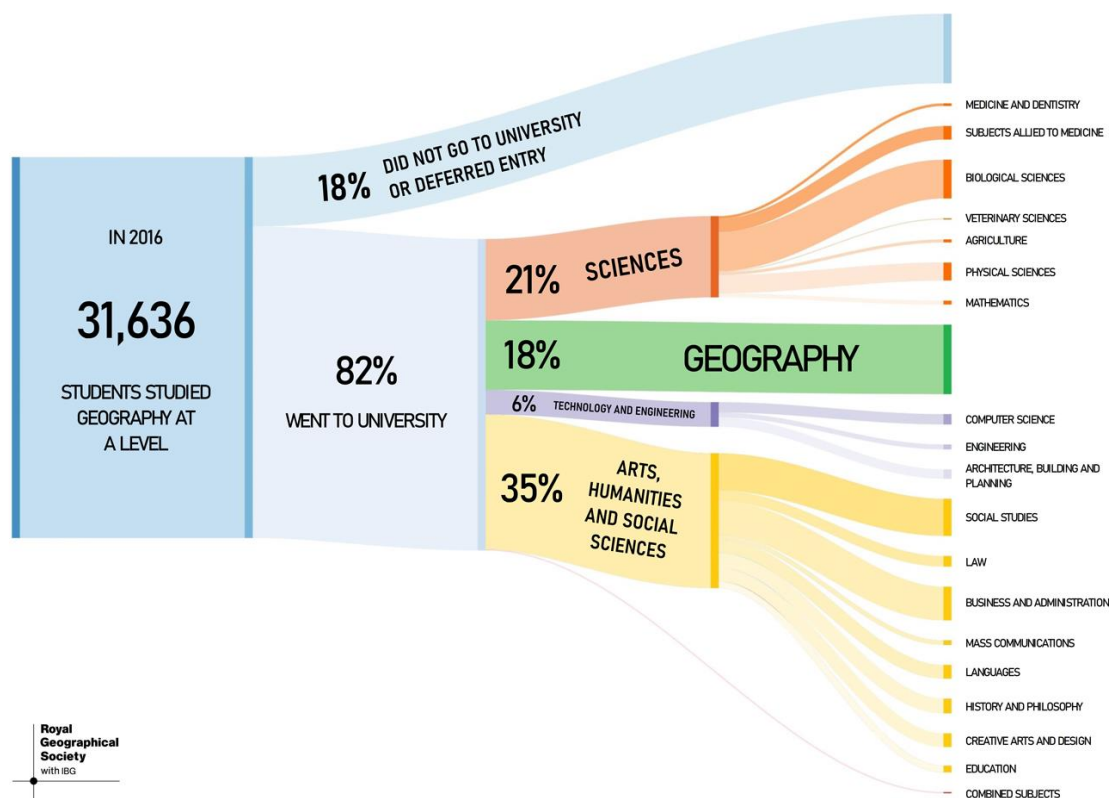 IN 2016
31,636
STUDENTS STUDIED
GEOGRAPHY AT
A LEVEL
18%
DID NOT GO TO UNIVERSITY
OR DEFERRED ENTRY
82%
WENT TO UNIVERSITY
21%
SCIENCES
18%
GEOGRAPHY
6%
TECHNOLOGY AND ENGINEERING
35%
ARTS,
HUMANITIES
AND SOCIAL
SCIENCES
MEDICINE AND DENTISTRY
SUBJECTS ALLIED TO MEDICINE
BIOLOGICAL SCIENCES
VETERINARY SCIENCES
AGRICULTURE
PHYSICAL SCIENCES
MATHEMATICS
COMPUTER SCIENCE
ENGINEERING
ARCHITECTURE, BUILDING AND
PLANNING
SOCIAL STUDIES
LAW
BUSINESS AND ADMINISTRATION
MASS COMMUNICATIONS
LANGUAGES
HISTORY AND PHILOSOPHY
CREATIVE ARTS AND DESIGN
EDUCATION
COMBINED SUBJECTS
Royal
Geographical
Society
with IBG